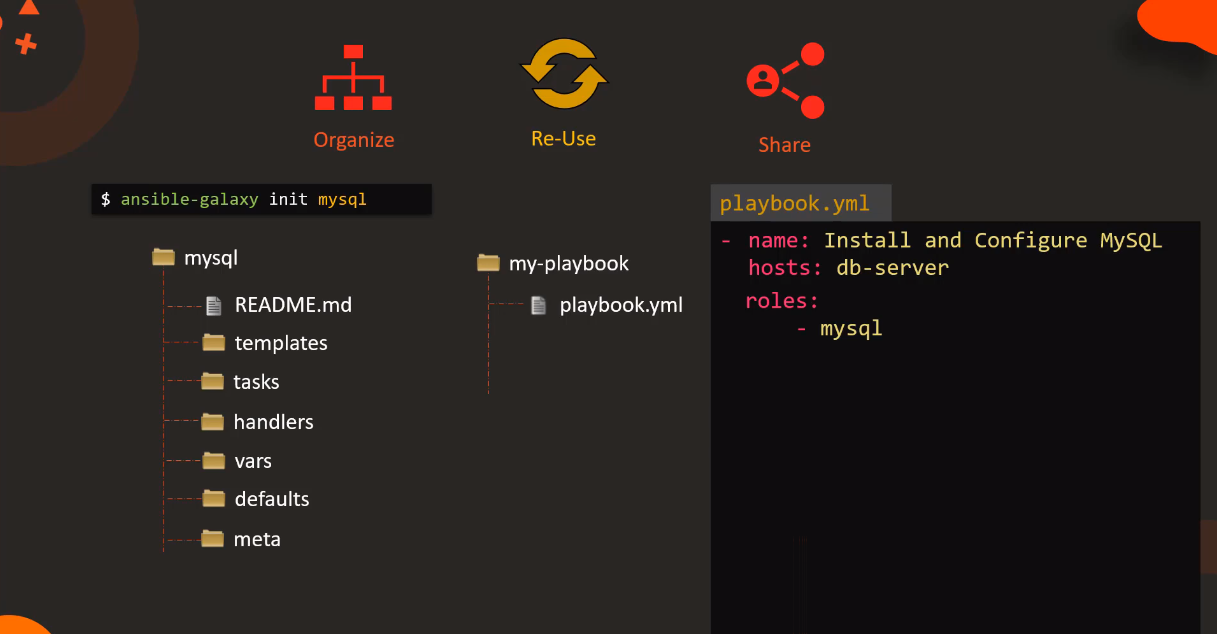 Organize
Re-Use
Share
$ ansible-galaxy init mysql
mysql
README.md
templates
tasks
handlers
vars
defaults
meta
my-playbook
playbook.yml
playbook.yml
- name: Install and Configure MySQL
hosts: db-server
roles:
- mysql